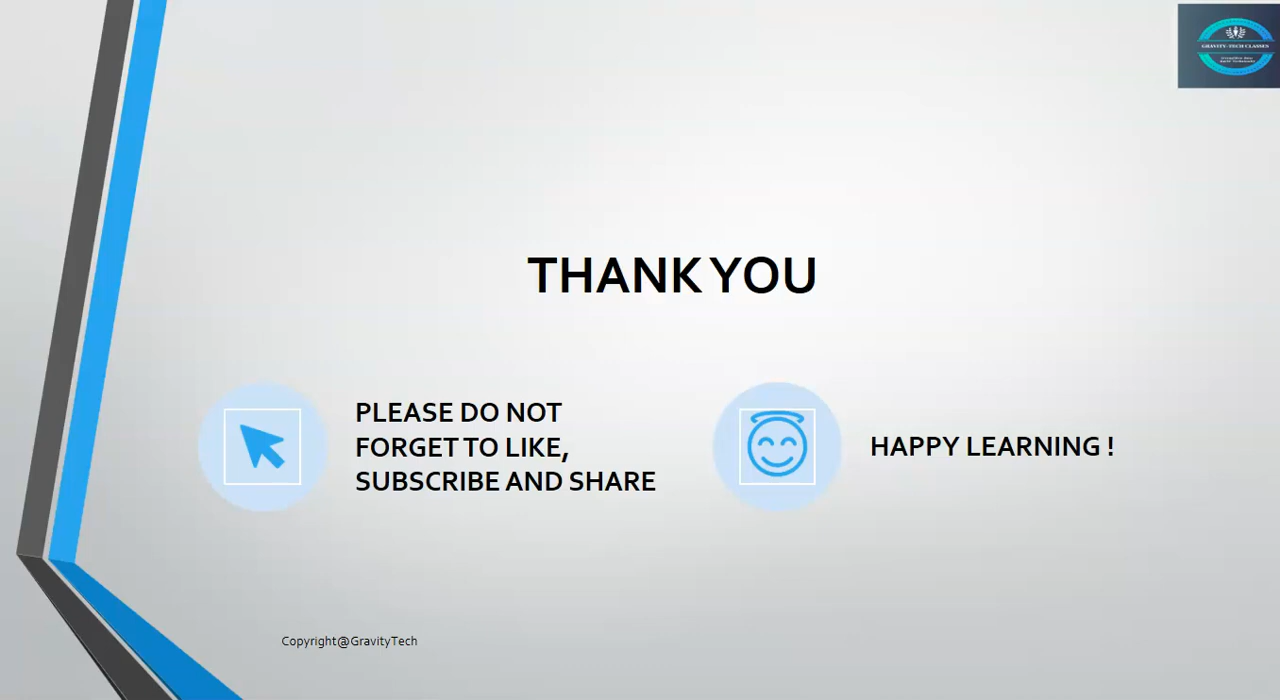 GRAVITY-TECH CLASSES
THANK YOU
PLEASE DO NOT
FORGET TO LIKE,
SUBSCRIBE AND SHARE
HAPPY LEARNING !
Copyright@GravityTech